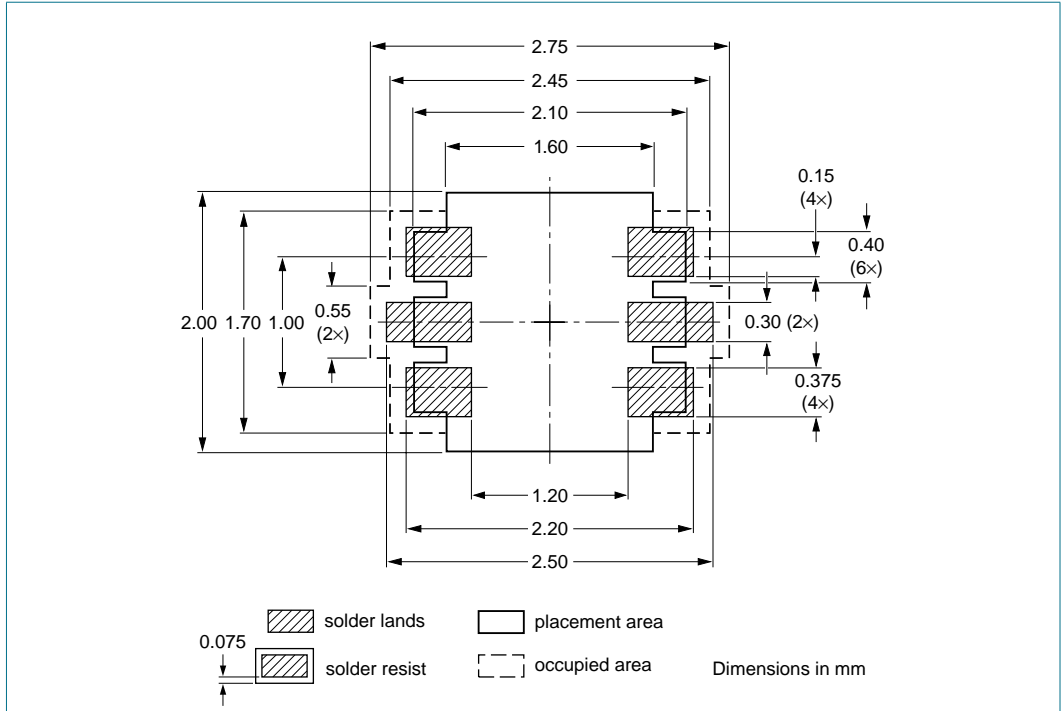 2.75
2.45
2.10
1.60
0.15
(4×)
0.40
(6×)
0.55
(2×)
2.00 1.70 1.00
0.30 (2×)
0.375
(4×)
1.20
2.20
2.50
solder lands
placement area
0.075
solder resist
occupied area
Dimensions in mm